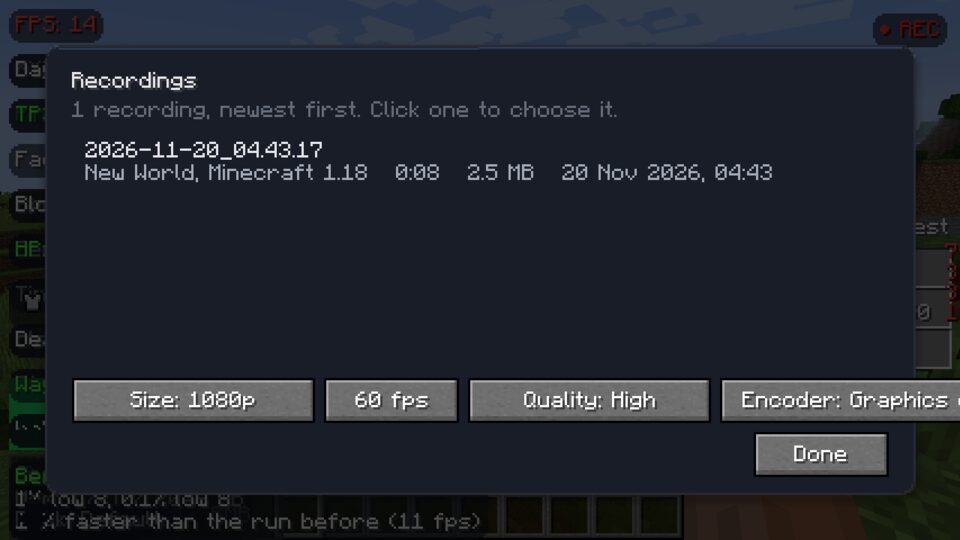 FPS: 14
REC
Recordings
1 recording, newest first. Click one to choose it.
2026-11-20_04.43.17
New World, Minecraft 1.18 0:08 2.5 MB 20 Nov 2026, 04:43
Size: 1080p 60 fps Quality: High Encoder: Graphics
Done
faster than the run before (11 fps)